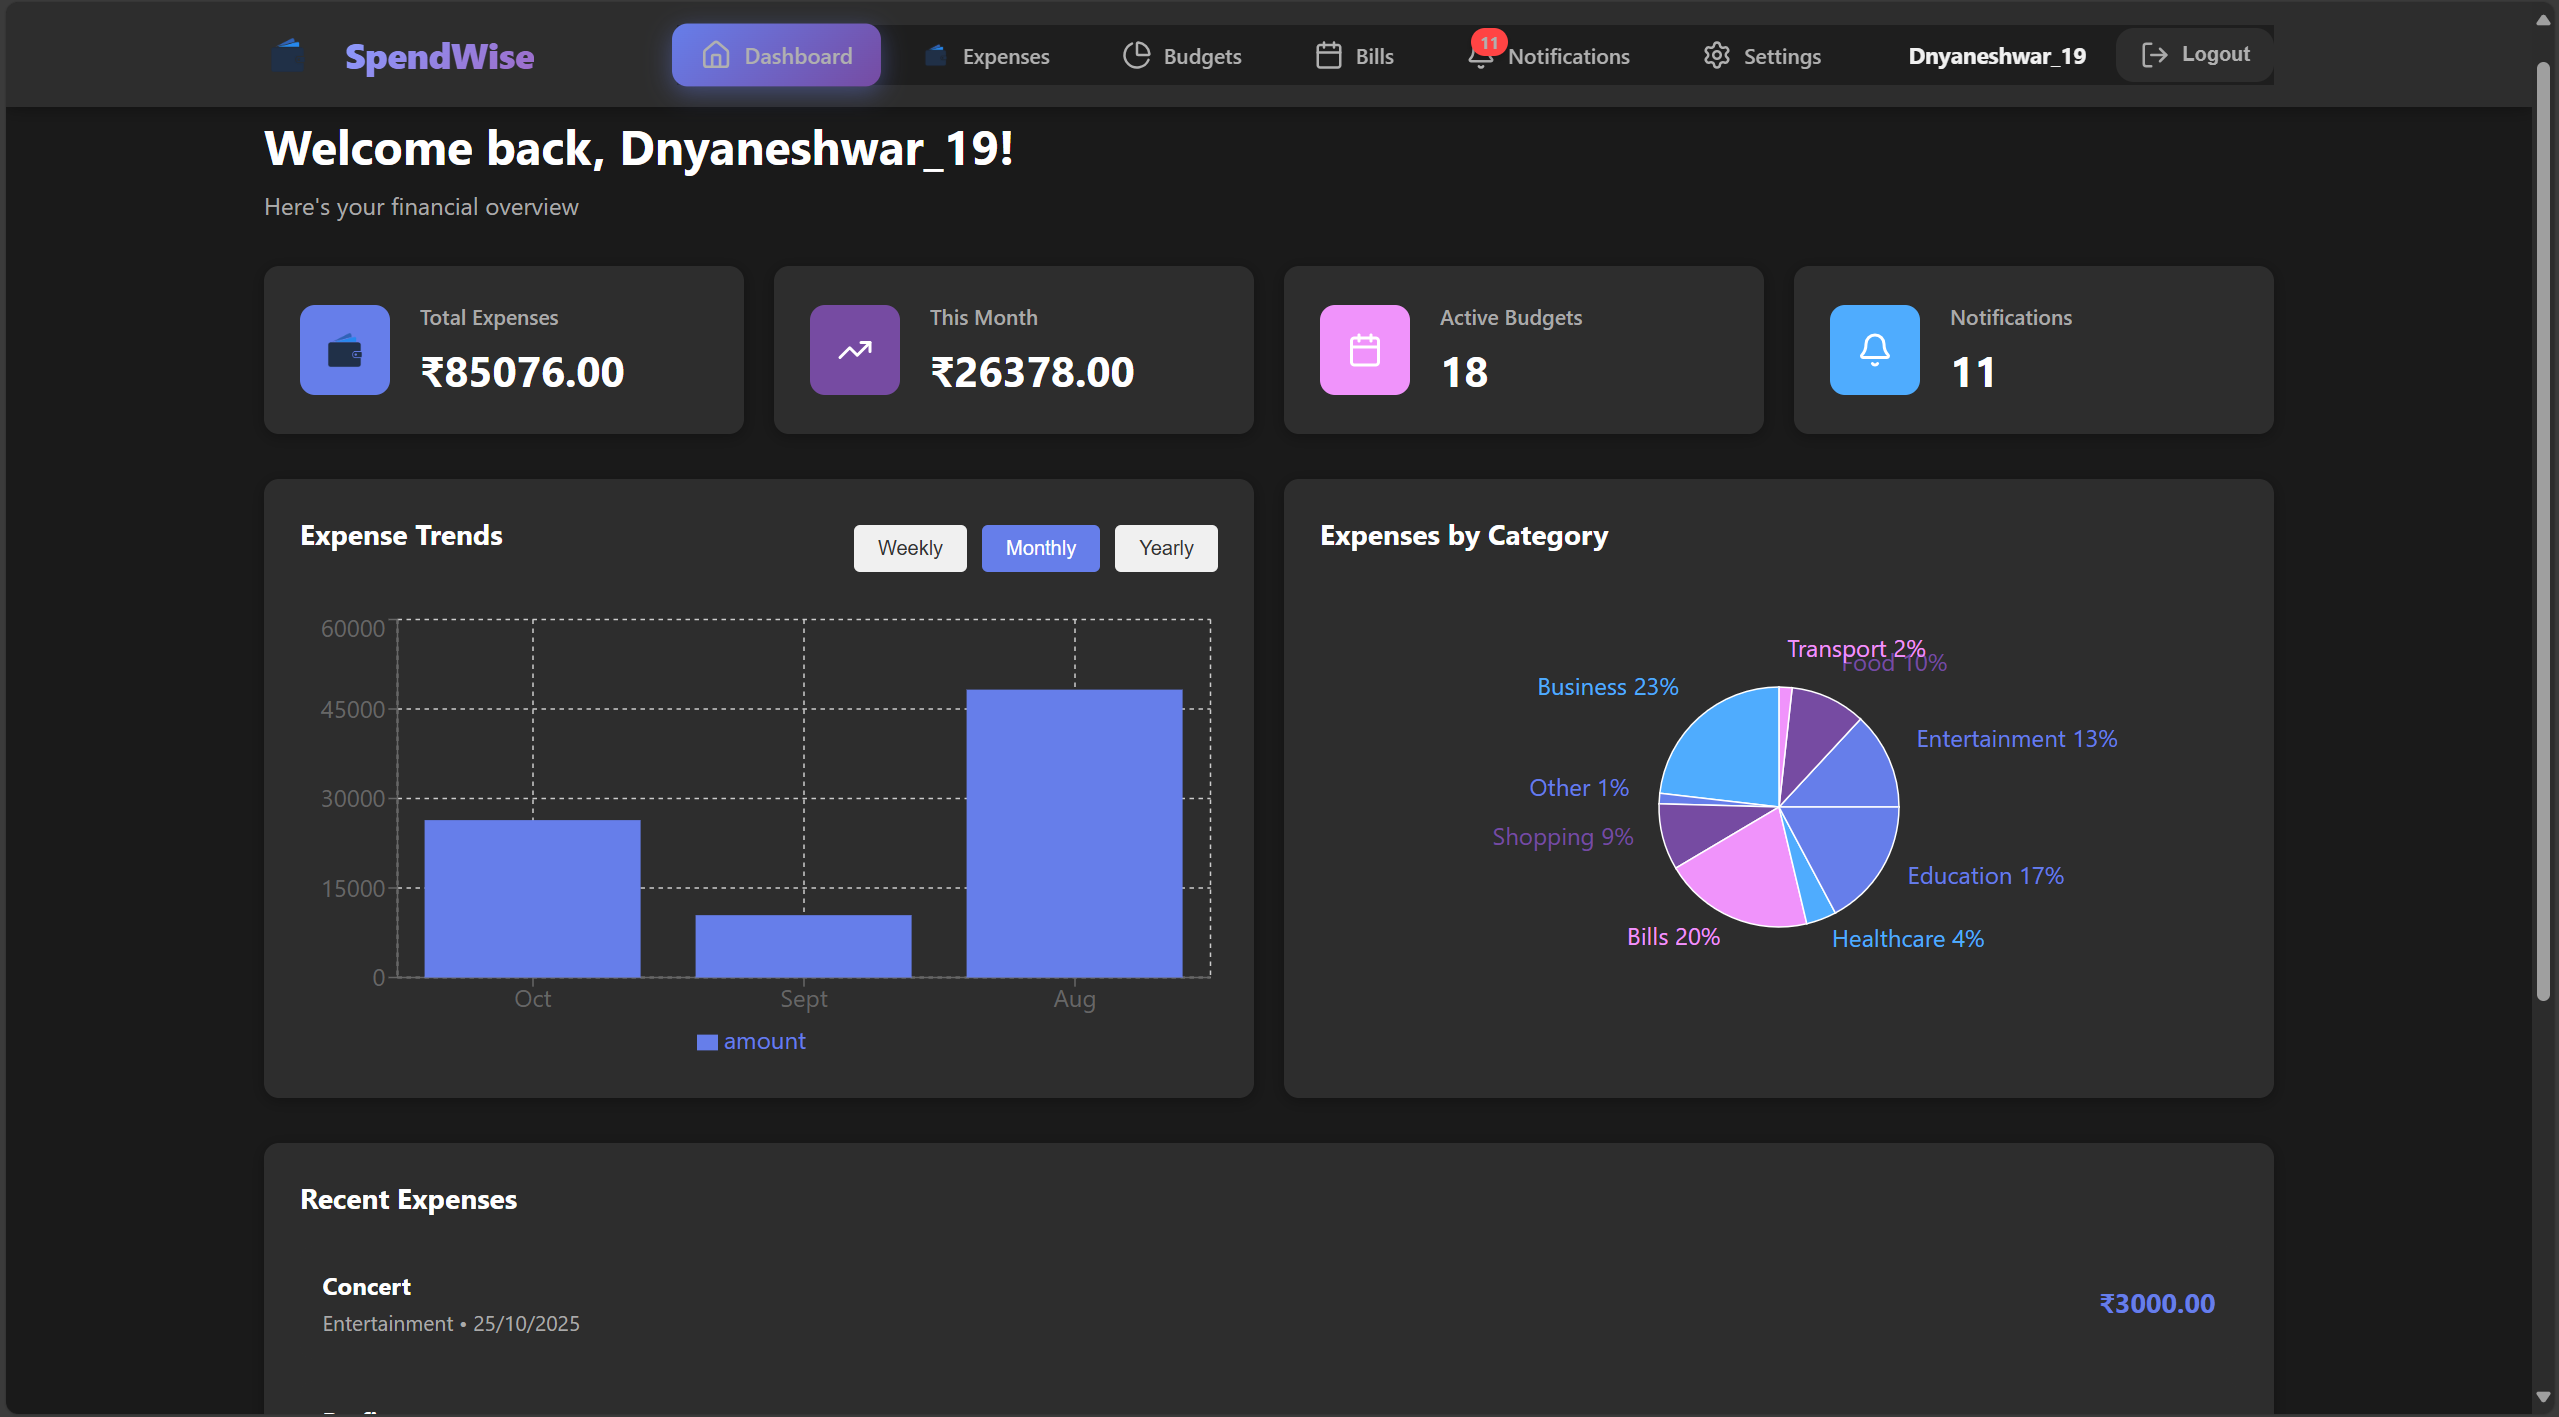 SpendWise
Dashboard
Expenses
Budgets
Bills
11
Notifications
Settings
Dnyaneshwar_19
Logout
Welcome back, Dnyaneshwar_19!
Here's your financial overview
Total Expenses
₹85076.00
This Month
₹26378.00
Active Budgets
18
Notifications
11
Expense Trends
Weekly
Monthly
Yearly
60000
45000
30000
15000
0
Oct
Sept
Aug
amount
Expenses by Category
Transport 2%
Food 10%
Business 23%
Entertainment 13%
Other 1%
Shopping 9%
Education 17%
Bills 20%
Healthcare 4%
Recent Expenses
Concert
Entertainment • 25/10/2025
₹3000.00